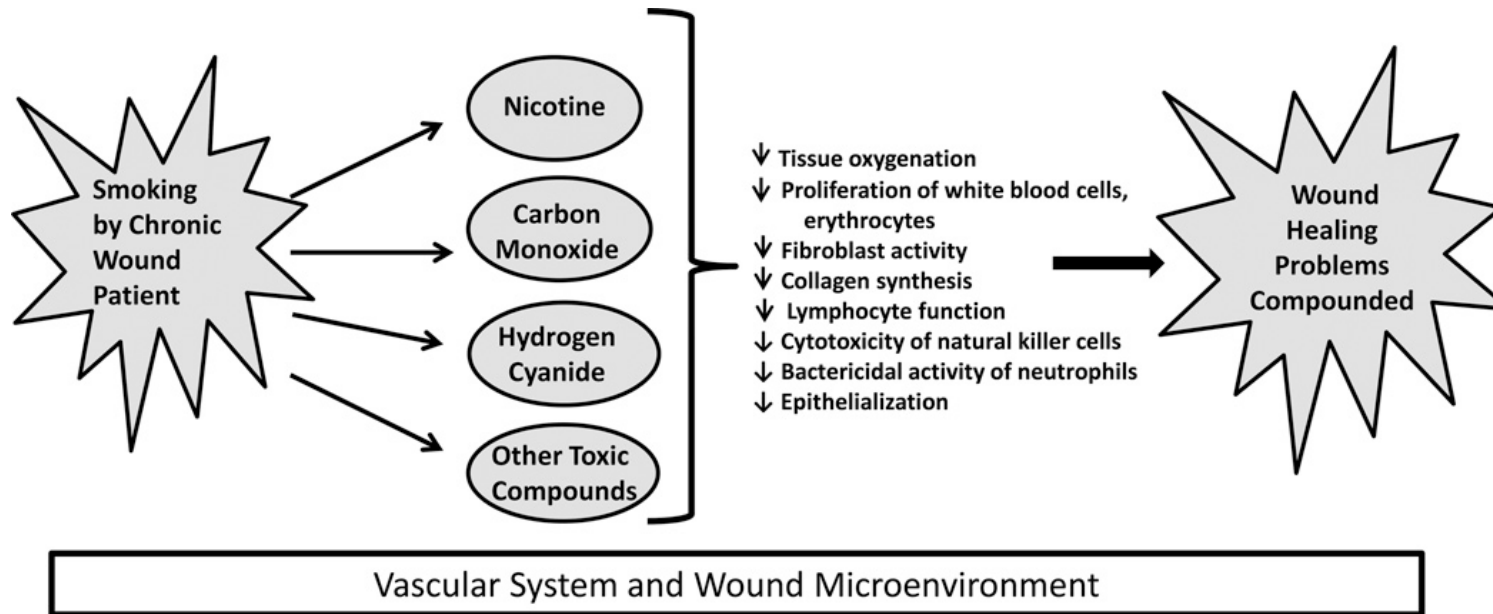 Smoking
by Chronic
Wound
Patient
Nicotine
Carbon
Monoxide
Hydrogen
Cyanide
Other Toxic
Compounds
↓ Tissue oxygenation
↓ Proliferation of white blood cells,
erythrocytes
↓ Fibroblast activity
↓ Collagen synthesis
↓ Lymphocyte function
↓ Cytotoxicity of natural killer cells
↓ Bactericidal activity of neutrophils
↓ Epithelialization
Wound
Healing
Problems
Compounded
Vascular System and Wound Microenvironment